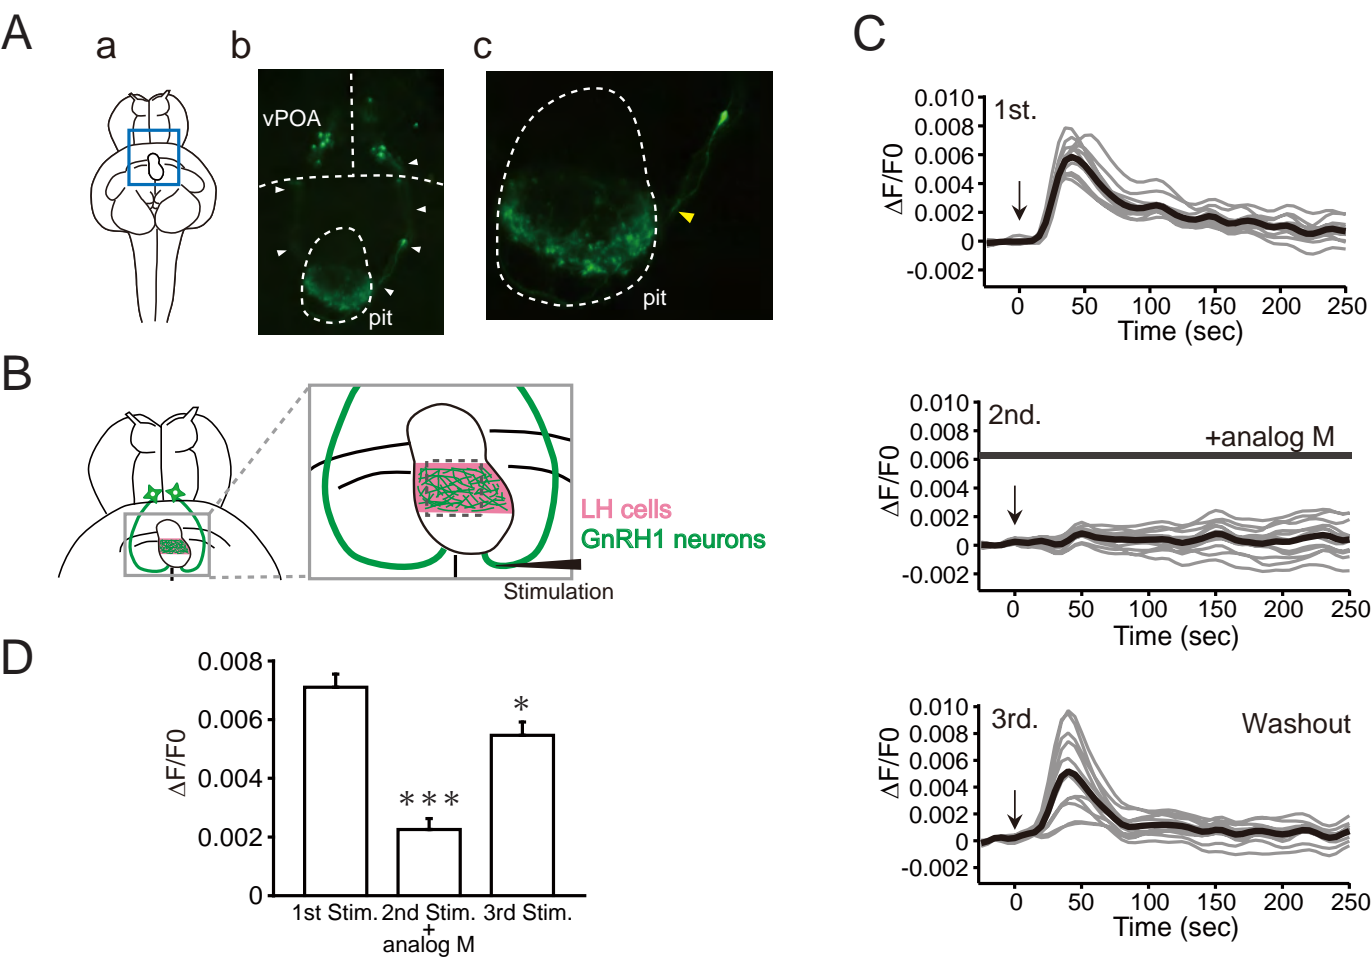 A
a
b
c
vPOA
pit
pit
B
LH cells
GnRH1 neurons
Stimulation
C
1st.
0.010
0.008
0.006
0.004
0.002
0
-0.002
ΔF/F0
0 50 100 150 200 250
Time (sec)
2nd.
+analog M
0.010
0.008
0.006
0.004
0.002
0
-0.002
ΔF/F0
0 50 100 150 200 250
Time (sec)
3rd.
Washout
0.010
0.008
0.006
0.004
0.002
0
-0.002
ΔF/F0
0 50 100 150 200 250
Time (sec)
D
0.008
0.006
0.004
0.002
0
ΔF/F0
***
*
1st Stim. 2nd Stim. 3rd Stim.
+
analog M